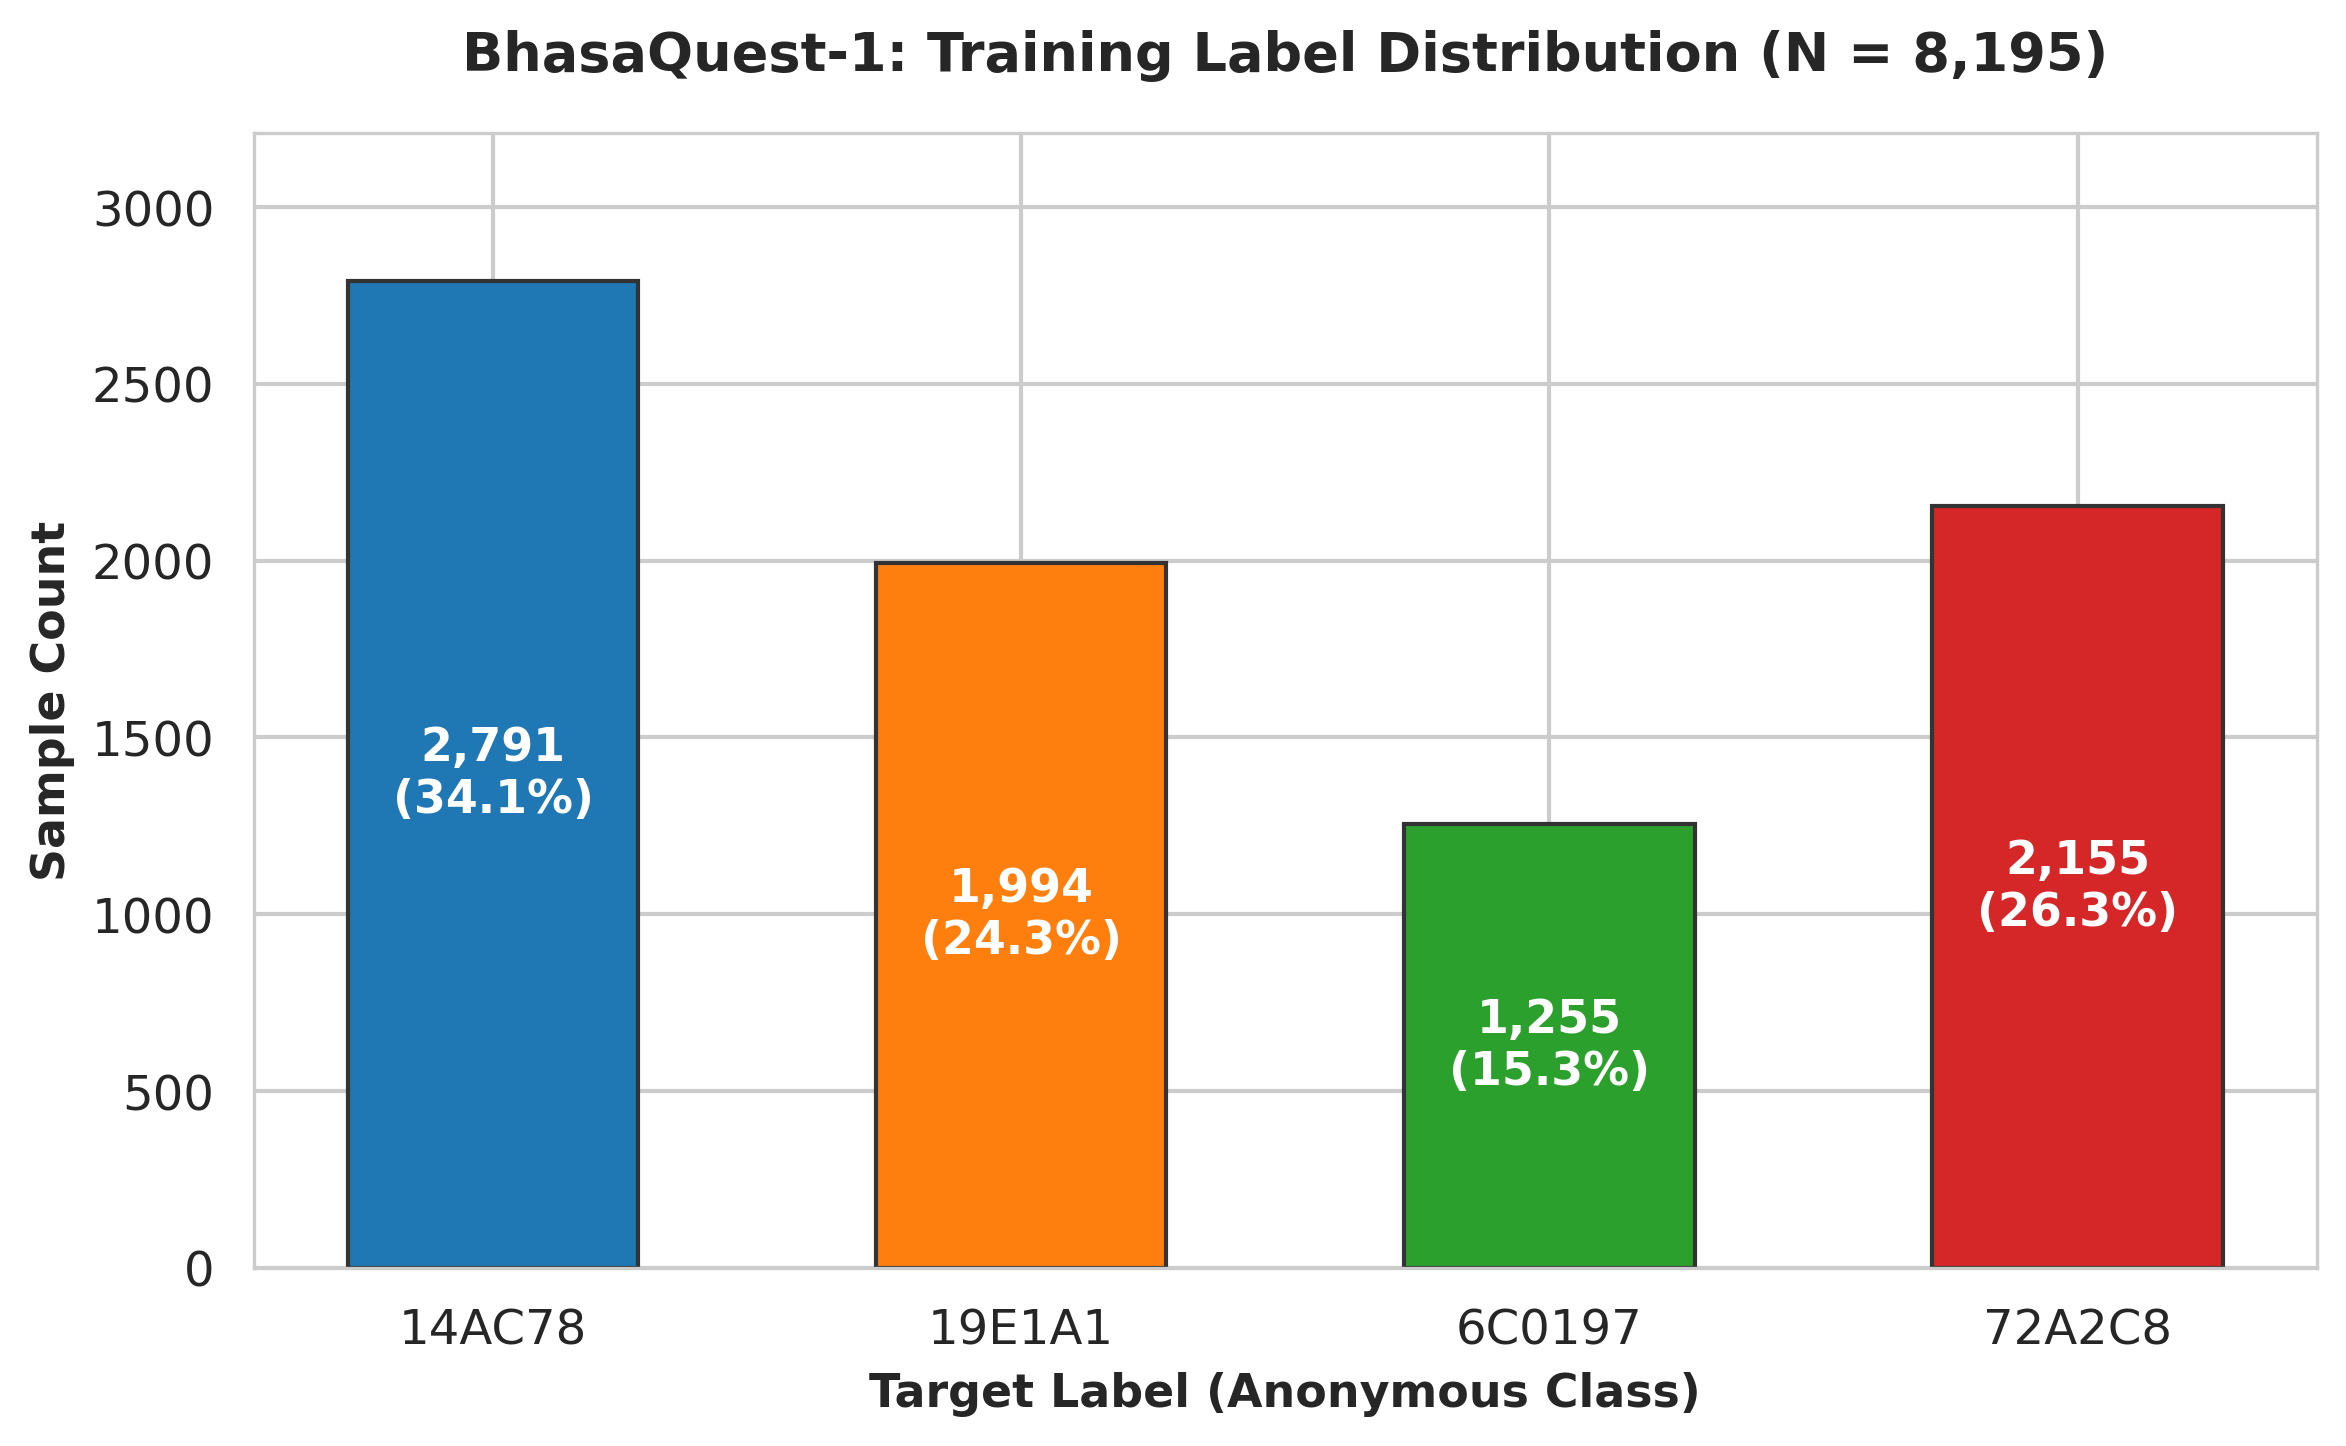 BhasaQuest-1: Training Label Distribution (N = 8,195)
Sample Count
3000
2500
2000
1500
1000
500
0
2,791
(34.1%)
1,994
(24.3%)
1,255
(15.3%)
2,155
(26.3%)
14AC78
19E1A1
6C0197
72A2C8
Target Label (Anonymous Class)